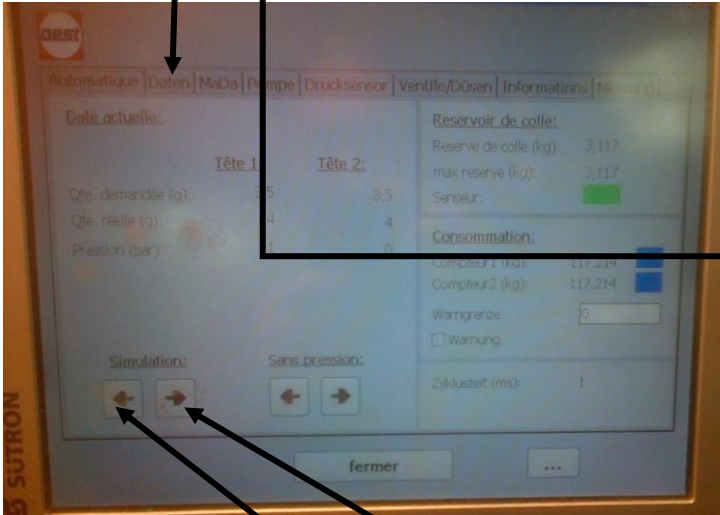 oest
Automatique Daten MaDa Pompe Drucksensor Ventile/Düsen Informations Messung
Date actuelle:
Tête 1 Tête 2:
Qte. demandée (g): 3,5
Qte. réelle (g): 4 4
Pression (bar): 1 0
Simulation: Sans pression:
Reservoir de colle:
Reserve de colle (kg): 3,117
max reserve (kg): 3,117
Senseur:
Consommation:
Compteur1 (kg): 117,214
Compteur2 (kg): 117,214
Warngrenze: 0
Warnung
Zykluszeit (ms): 1
fermer ...
SÜTRON